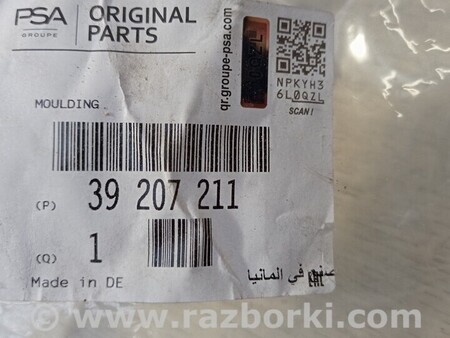 PSA
GROUPE
ORIGINAL
PARTS
qr.groupe-psa.com
NPKYH3
6L0QZL
SCAN!
MOULDING
(P) 39 207 211
(Q) 1
Made in DE
صنع في المانيا
© www.razborki.com/